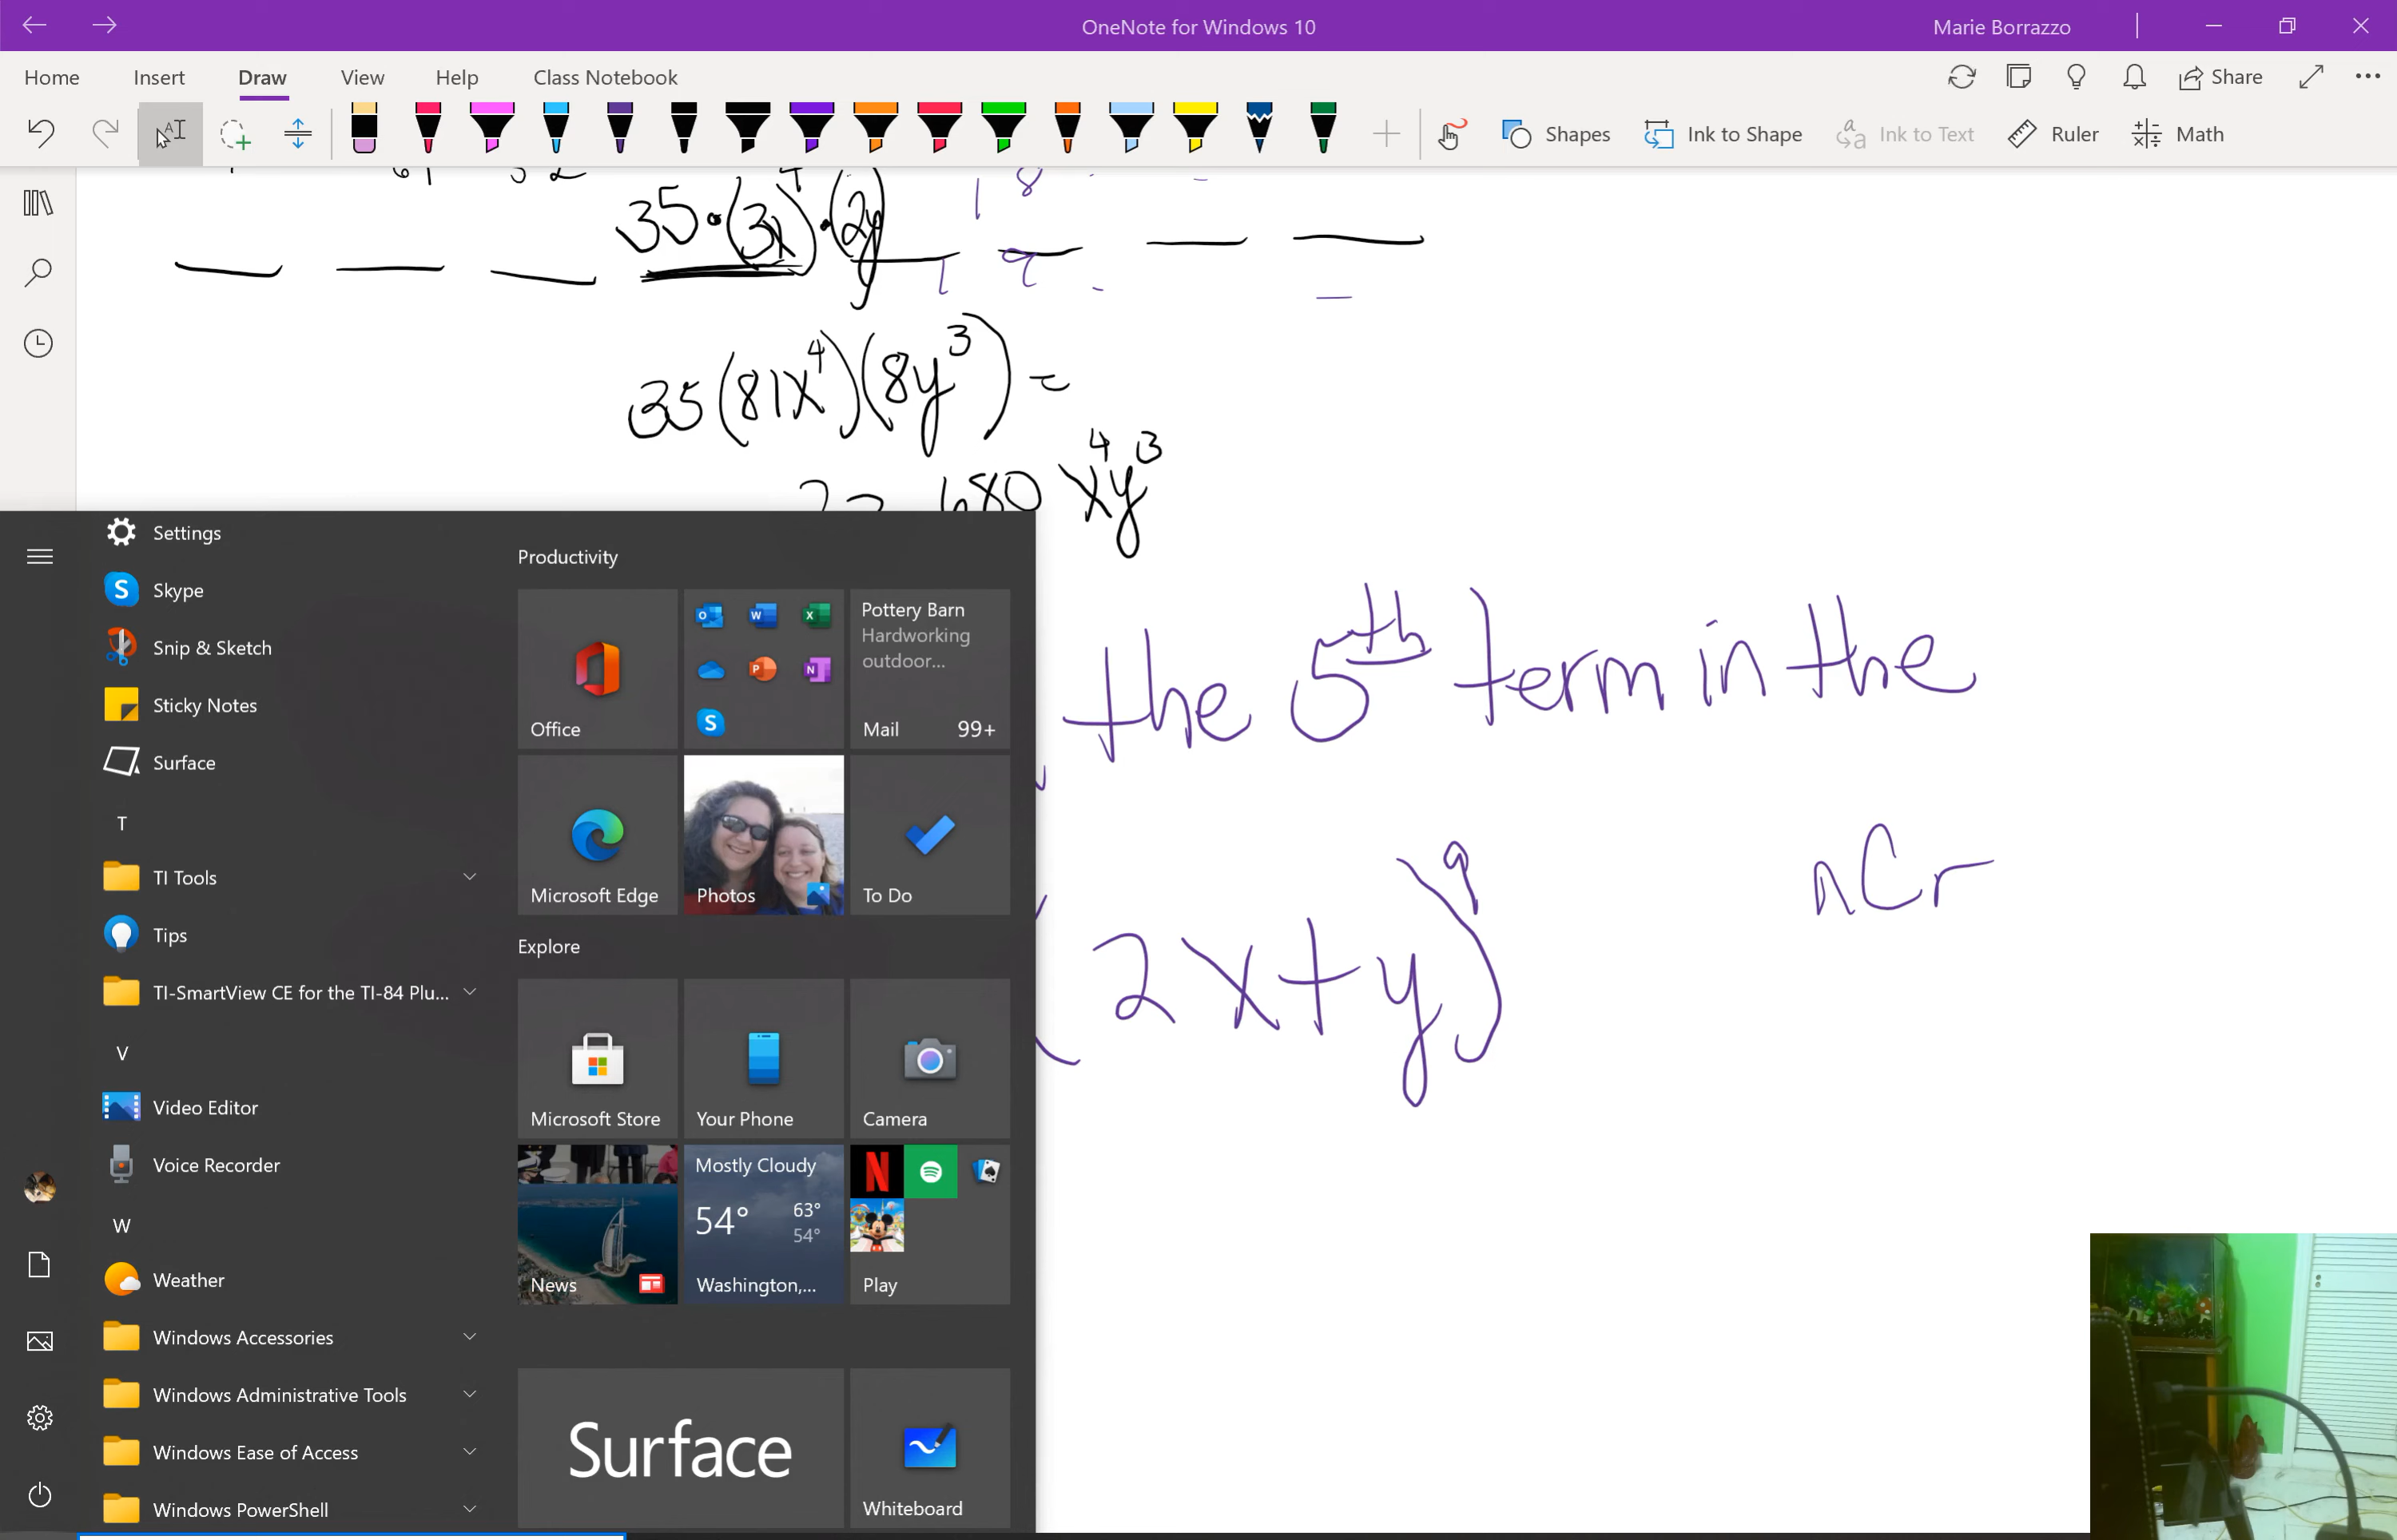 OneNote for Windows 10
Marie Borrazzo
Home Insert Draw View Help Class Notebook
Share
Shapes Ink to Shape Ink to Text Ruler Math
35·(3x)⁴·(2y
35(81x⁴)(8y³)=
680 x⁴y³
the 5th term in the
nCr
(2x+y)⁹
Settings
Skype
Snip & Sketch
Sticky Notes
Surface
T
TI Tools
Tips
TI-SmartView CE for the TI-84 Plu...
V
Video Editor
Voice Recorder
W
Weather
Windows Accessories
Windows Administrative Tools
Windows Ease of Access
Windows PowerShell
Productivity
Office
Pottery Barn
Hardworking
outdoor...
Mail 99+
Microsoft Edge
Photos
To Do
Explore
Microsoft Store
Your Phone
Camera
News
Mostly Cloudy
54° 63°
54°
Washington,...
Play
Surface
Whiteboard